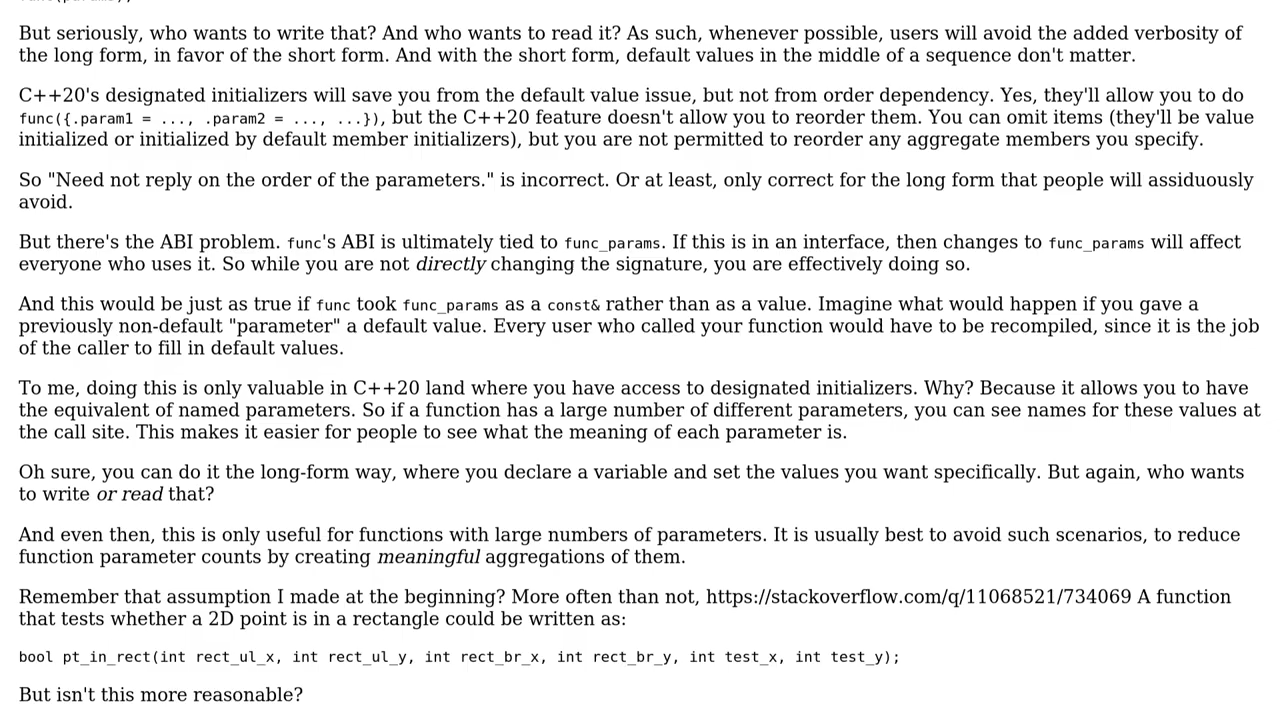 But seriously, who wants to write that? And who wants to read it? As such, whenever possible, users will avoid the added verbosity of
the long form, in favor of the short form. And with the short form, default values in the middle of a sequence don't matter.
C++20's designated initializers will save you from the default value issue, but not from order dependency. Yes, they'll allow you to do
func({.param1 = ..., .param2 = ..., ...}), but the C++20 feature doesn't allow you to reorder them. You can omit items (they'll be value
initialized or initialized by default member initializers), but you are not permitted to reorder any aggregate members you specify.
So "Need not reply on the order of the parameters." is incorrect. Or at least, only correct for the long form that people will assiduously
avoid.
But there's the ABI problem. func's ABI is ultimately tied to func_params. If this is in an interface, then changes to func_params will affect
everyone who uses it. So while you are not directly changing the signature, you are effectively doing so.
And this would be just as true if func took func_params as a const& rather than as a value. Imagine what would happen if you gave a
previously non-default "parameter" a default value. Every user who called your function would have to be recompiled, since it is the job
of the caller to fill in default values.
To me, doing this is only valuable in C++20 land where you have access to designated initializers. Why? Because it allows you to have
the equivalent of named parameters. So if a function has a large number of different parameters, you can see names for these values at
the call site. This makes it easier for people to see what the meaning of each parameter is.
Oh sure, you can do it the long-form way, where you declare a variable and set the values you want specifically. But again, who wants
to write or read that?
And even then, this is only useful for functions with large numbers of parameters. It is usually best to avoid such scenarios, to reduce
function parameter counts by creating meaningful aggregations of them.
Remember that assumption I made at the beginning? More often than not, https://stackoverflow.com/q/11068521/734069 A function
that tests whether a 2D point is in a rectangle could be written as:
bool pt_in_rect(int rect_ul_x, int rect_ul_y, int rect_br_x, int rect_br_y, int test_x, int test_y);
But isn't this more reasonable?